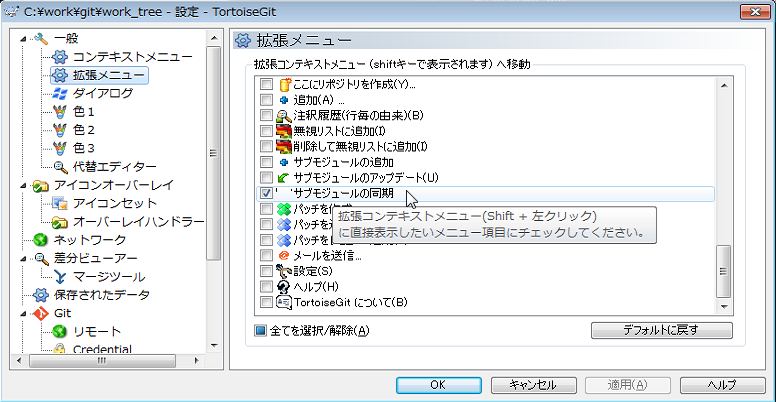 C:¥work¥git¥work_tree - 設定 - TortoiseGit
一般
コンテキストメニュー
拡張メニュー
ダイアログ
色1
色2
色3
代替エディター
アイコンオーバーレイ
アイコンセット
オーバーレイハンドラー
ネットワーク
差分ビューアー
マージツール
保存されたデータ
Git
リモート
Credential
拡張メニュー
拡張コンテキストメニュー (shiftキーで表示されます) へ移動
ここにリポジトリを作成(Y)...
追加(A) ...
注釈履歴(行毎の由来)(B)
無視リストに追加(I)
削除して無視リストに追加(I)
サブモジュールの追加
サブモジュールのアップデート(U)
サブモジュールの同期
パッチを
パッチを
パッチを
拡張コンテキストメニュー(Shift + 左クリック)
に直接表示したいメニュー項目にチェックしてください。
メールを送信...
設定(S)
ヘルプ(H)
TortoiseGit について(B)
全てを選択/解除(A)
デフォルトに戻す
OK
キャンセル
適用(A)
ヘルプ